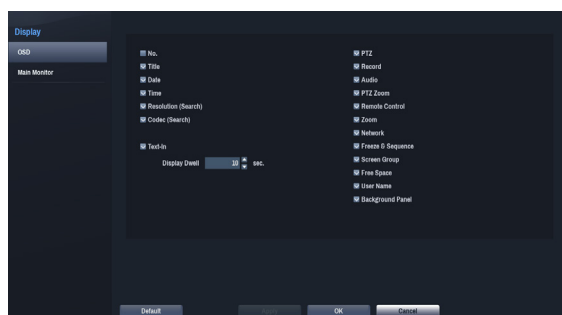 Display
OSD
Main Monitor
No.
Title
Date
Time
Resolution (Search)
Codec (Search)
Text-In
Display Dwell 10 sec.
PTZ
Record
Audio
PTZ Zoom
Remote Control
Zoom
Network
Freeze & Sequence
Screen Group
Free Space
User Name
Background Panel
Default OK Cancel